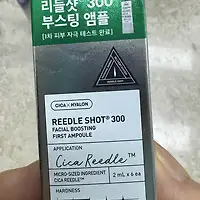 리들샷 300
부스팅 앰플
[1차 피부 자극 테스트 완료]
CICA × HYALON
REEDLE SHOT® 300
FACIAL BOOSTING
FIRST AMPOULE
APPLICATION
Cica Reedle™
MICRO-SIZED INGREDIENT
CICA REEDLE™
2 mL x 6 ea
HARDNESS